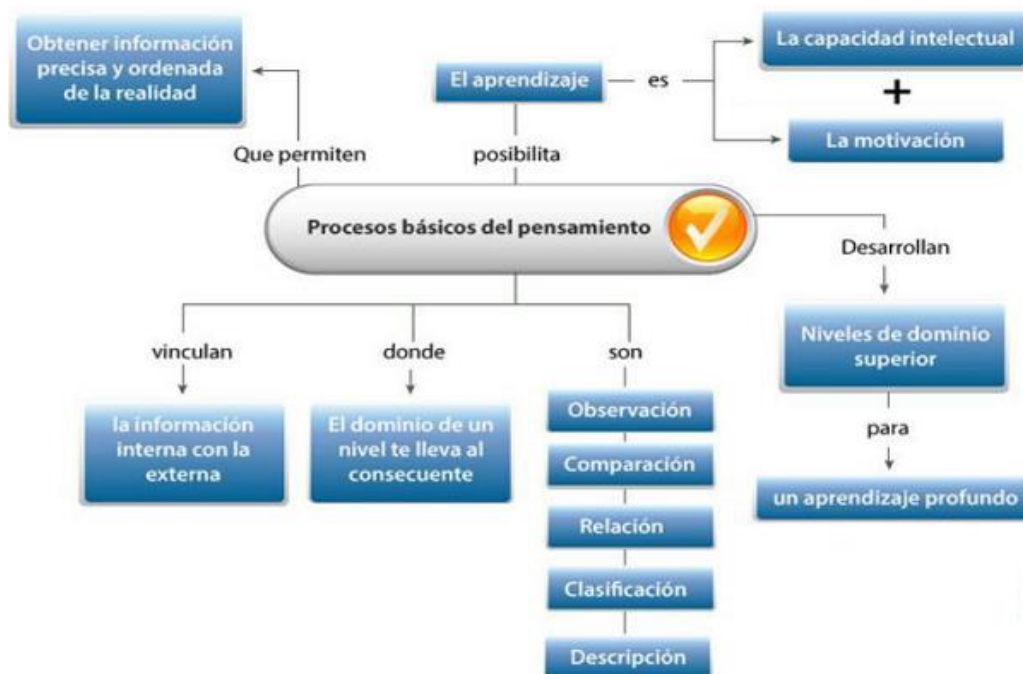 Obtener información
precisa y ordenada
de la realidad
El aprendizaje
es
La capacidad intelectual
+
La motivación
Que permiten
posibilita
Procesos básicos del pensamiento
Desarrollan
Niveles de dominio
superior
para
un aprendizaje profundo
vinculan
la información
interna con la
externa
donde
El dominio de un
nivel te lleva al
consecuente
son
Observación
Comparación
Relación
Clasificación
Descripción